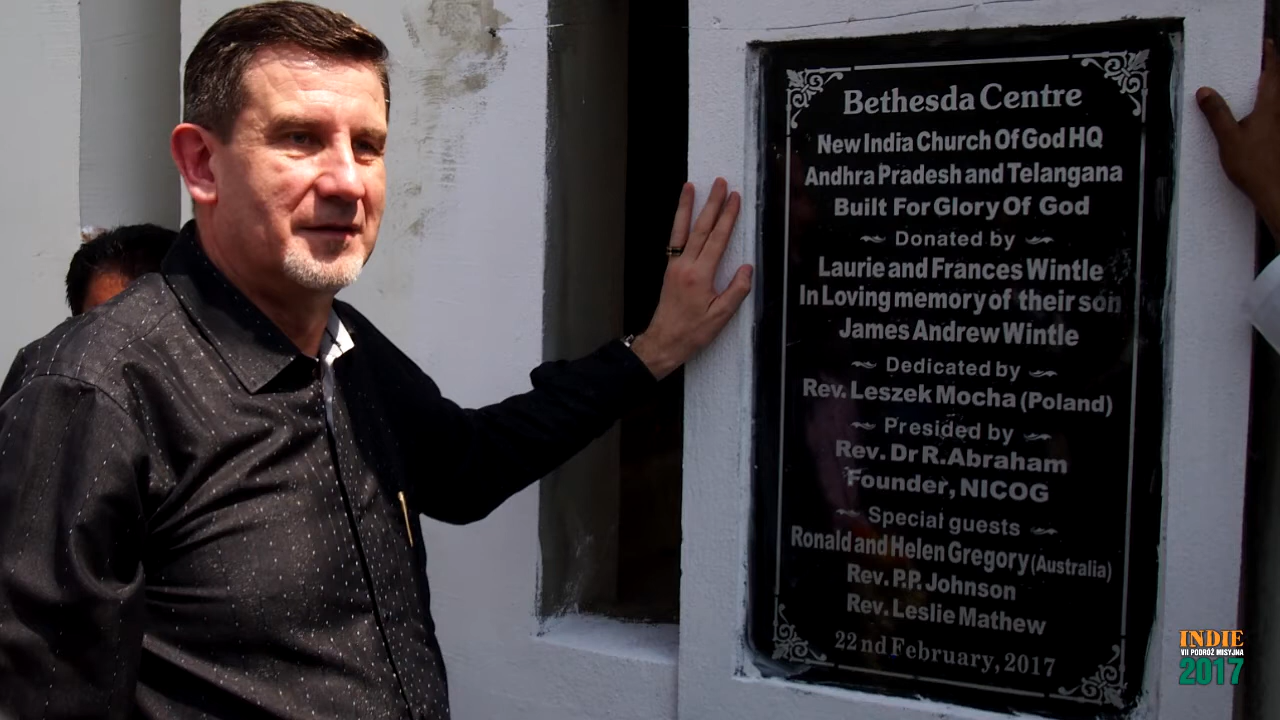 Bethesda Centre
New India Church Of God HQ
Andhra Pradesh and Telangana
Built For Glory Of God
Donated by
Laurie and Frances Wintle
In Loving memory of their son
James Andrew Wintle
Dedicated by
Rev. Leszek Mocha (Poland)
Presided by
Rev. Dr R. Abraham
Founder, NICOG
Special guests
Ronald and Helen Gregory (Australia)
Rev. P.P. Johnson
Rev. Leslie Mathew
22nd February, 2017
INDIE
VII PODRÓŻ MISYJNA
2017